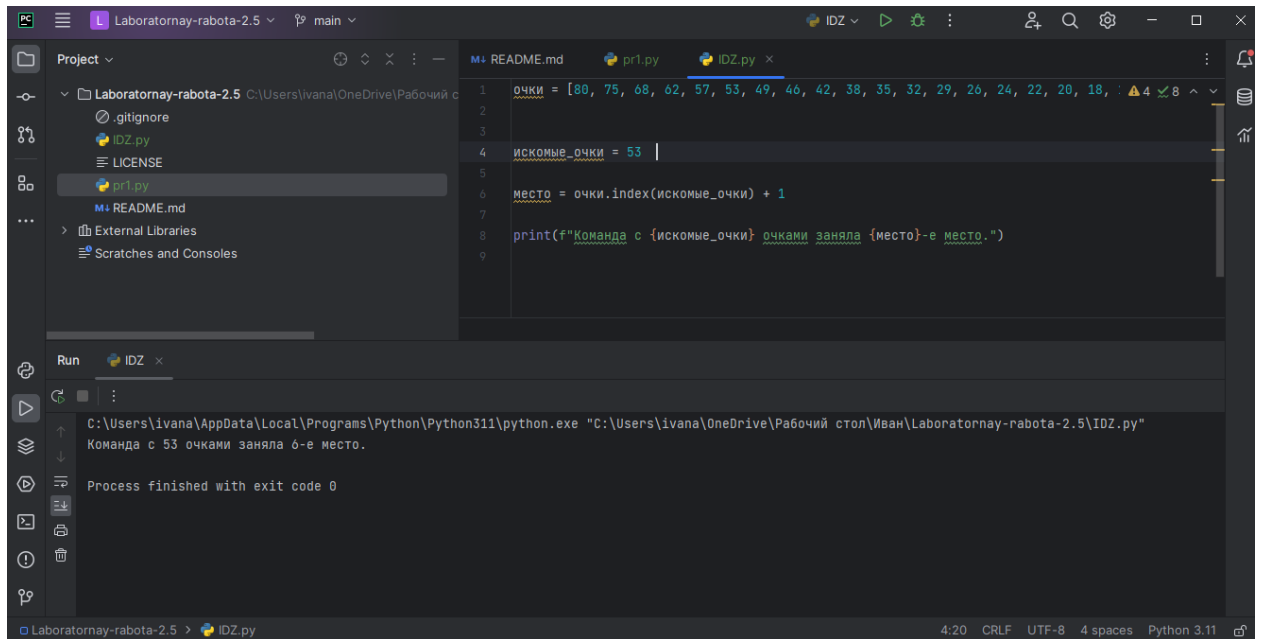 PC L Laboratornay-rabota-2.5 main IDZ
Project
README.md pr1.py IDZ.py
Laboratornay-rabota-2.5 C:\Users\ivana\OneDrive\Рабочий с
.gitignore
IDZ.py
LICENSE
pr1.py
README.md
External Libraries
Scratches and Consoles
1 очки = [80, 75, 68, 62, 57, 53, 49, 46, 42, 38, 35, 32, 29, 26, 24, 22, 20, 18, 4 8
2
3
4 искомые_очки = 53
5
6 место = очки.index(искомые_очки) + 1
7
8 print(f"Команда с {искомые_очки} очками заняла {место}-е место.")
9
Run IDZ
C:\Users\ivana\AppData\Local\Programs\Python\Python311\python.exe "C:\Users\ivana\OneDrive\Рабочий стол\Иван\Laboratornay-rabota-2.5\IDZ.py"
Команда с 53 очками заняла 6-е место.
Process finished with exit code 0
Laboratornay-rabota-2.5 > IDZ.py 4:20 CRLF UTF-8 4 spaces Python 3.11